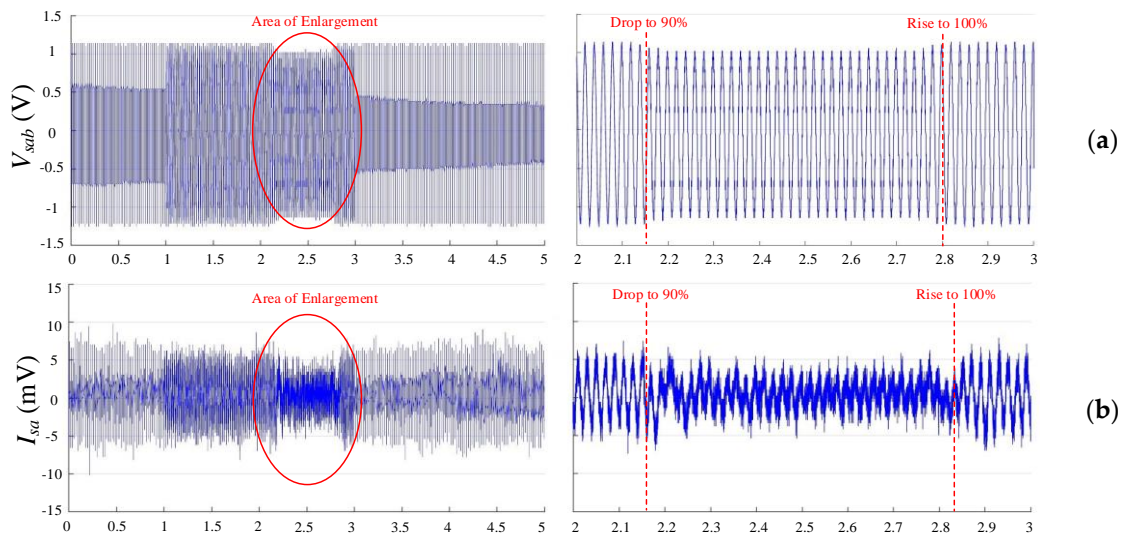 V_sab (V)
1.5
1
0.5
0
-0.5
-1
-1.5
Area of Enlargement
0 0.5 1 1.5 2 2.5 3 3.5 4 4.5 5
Drop to 90%
Rise to 100%
2 2.1 2.2 2.3 2.4 2.5 2.6 2.7 2.8 2.9 3
(a)
I_sa (mV)
15
10
5
0
-5
-10
-15
Area of Enlargement
0 0.5 1 1.5 2 2.5 3 3.5 4 4.5 5
Drop to 90%
Rise to 100%
2 2.1 2.2 2.3 2.4 2.5 2.6 2.7 2.8 2.9 3
(b)